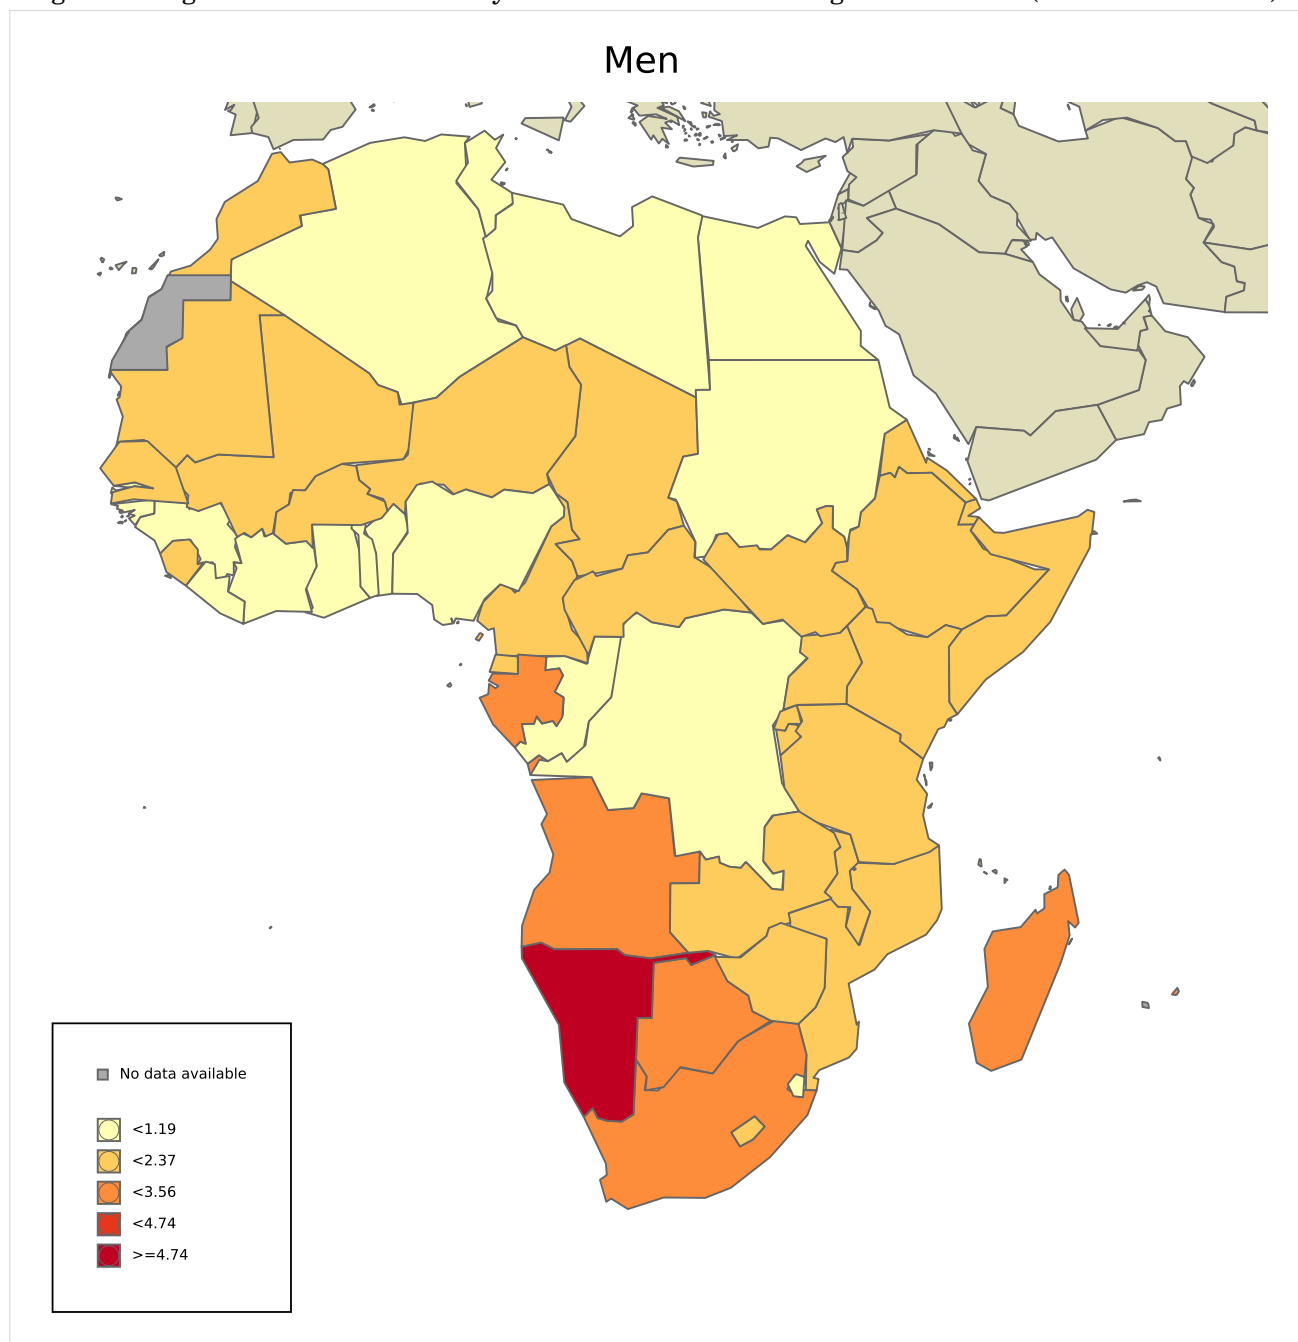 Men
No data available
<1.19
<2.37
<3.56
<4.74
>=4.74